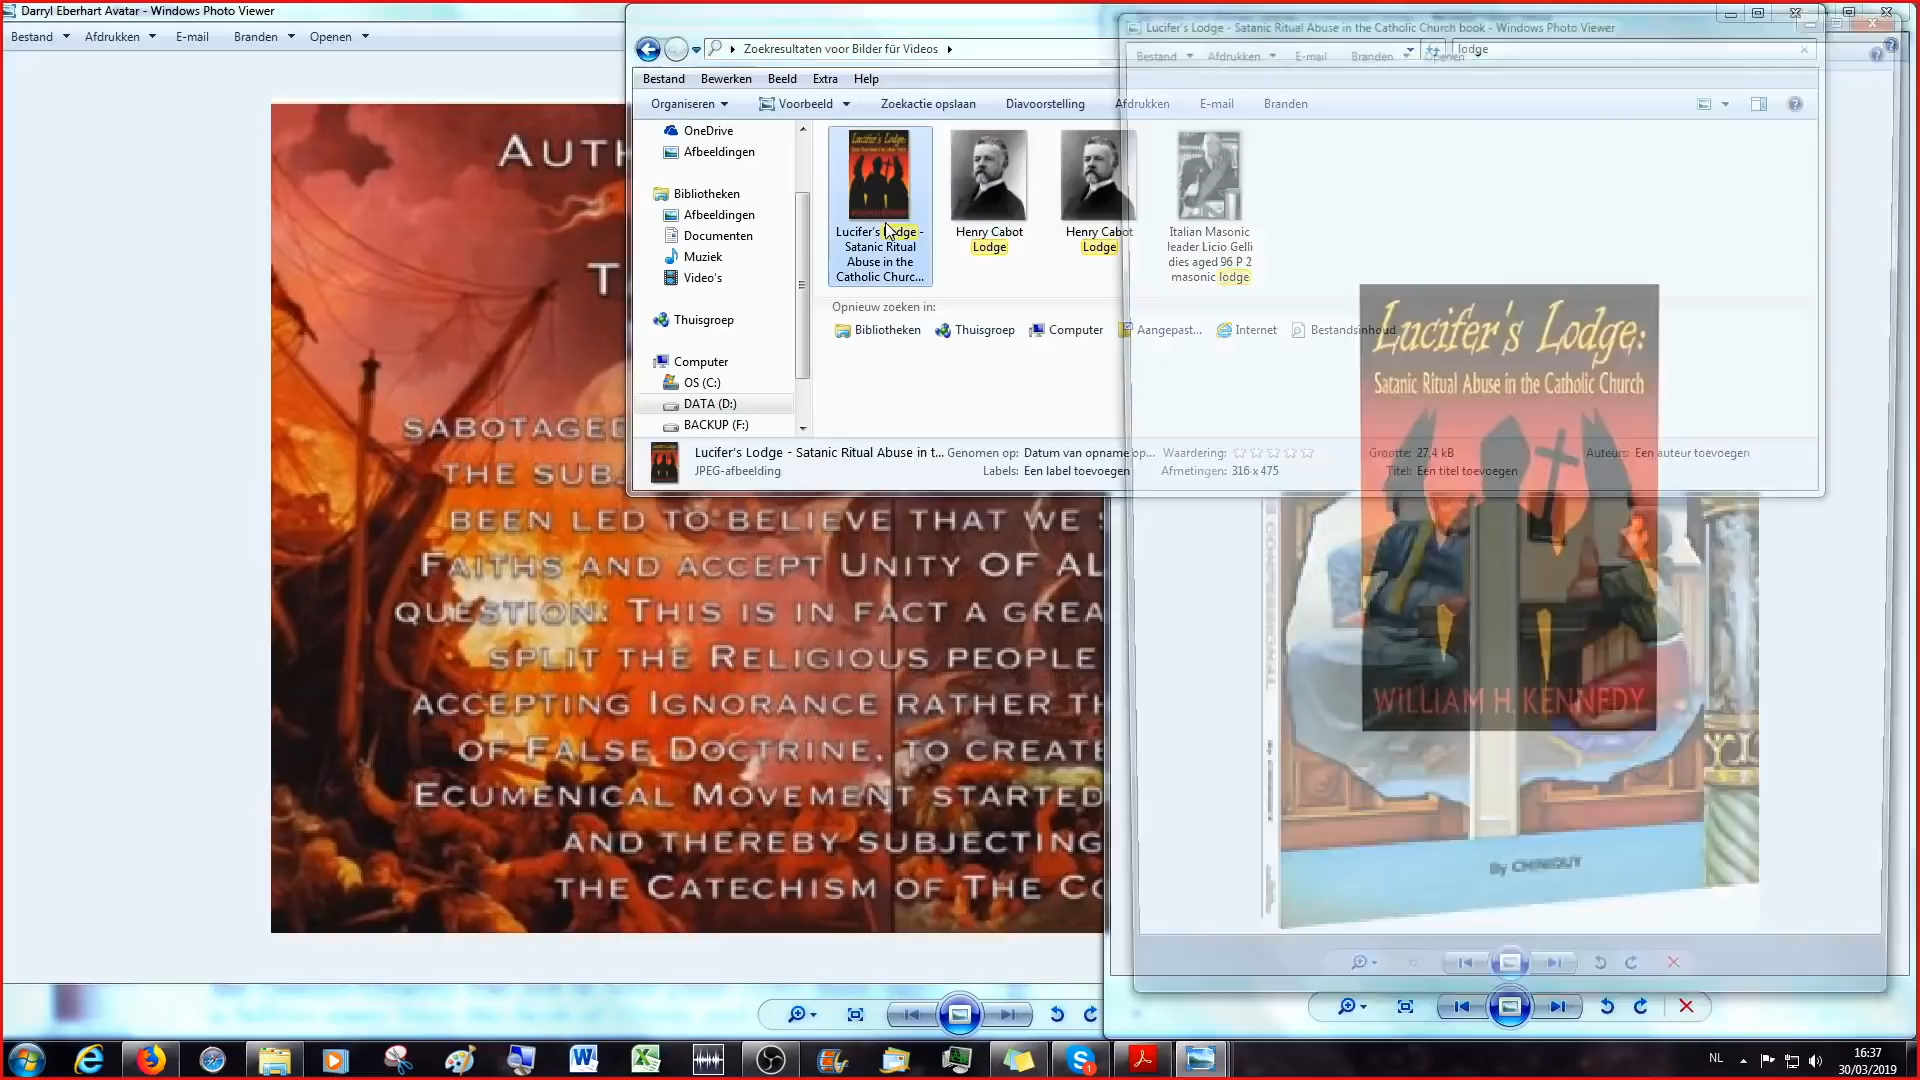 Darryl Eberhart Avatar - Windows Photo Viewer
Bestand Afdrukken E-mail Branden Openen
AUTH
TH
T
SABOTAGED
THE SUB
BEEN LED TO BELIEVE THAT WE
FAITHS AND ACCEPT UNITY OF AL
QUESTION: THIS IS IN FACT A GREA
SPLIT THE RELIGIOUS PEOPLE
ACCEPTING IGNORANCE RATHER TH
OF FALSE DOCTRINE, TO CREATE
ECUMENICAL MOVEMENT STARTED
AND THEREBY SUBJECTING
THE CATECHISM OF THE CO
Zoekresultaten voor Bilder für Videos
lodge
Bestand Bewerken Beeld Extra Help
Organiseren Voorbeeld Zoekactie opslaan Diavoorstelling Afdrukken E-mail Branden
OneDrive
Afbeeldingen
Bibliotheken
Afbeeldingen
Documenten
Muziek
Video's
Thuisgroep
Computer
OS (C:)
DATA (D:)
BACKUP (F:)
Lucifer's Lodge -
Satanic Ritual
Abuse in the
Catholic Churc...
Henry Cabot
Lodge
Henry Cabot
Lodge
Italian Masonic
leader Licio Gelli
dies aged 96 P 2
masonic lodge
Opnieuw zoeken in:
Bibliotheken Thuisgroep Computer Aangepast... Internet Bestandsinhoud
Lucifer's Lodge - Satanic Ritual Abuse in t... Genomen op: Datum van opname op... Waardering: Grootte: 27,4 kB Auteurs: Een auteur toevoegen
JPEG-afbeelding Labels: Een label toevoegen Afmetingen: 316 x 475 Titel: Een titel toevoegen
Lucifer's Lodge - Satanic Ritual Abuse in the Catholic Church book - Windows Photo Viewer
Bestand Afdrukken E-mail Branden Openen
Lucifer's Lodge:
Satanic Ritual Abuse in the Catholic Church
WILLIAM H. KENNEDY
By CHINIQUY
NL
16:37
30/03/2019